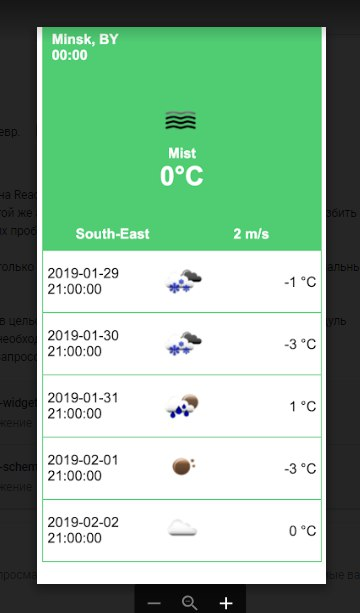 Minsk, BY
00:00
Mist
0°C
South-East 2 m/s
2019-01-29
21:00:00
-1 °C
2019-01-30
21:00:00
-3 °C
2019-01-31
21:00:00
1 °C
2019-02-01
21:00:00
-3 °C
2019-02-02
21:00:00
0 °C